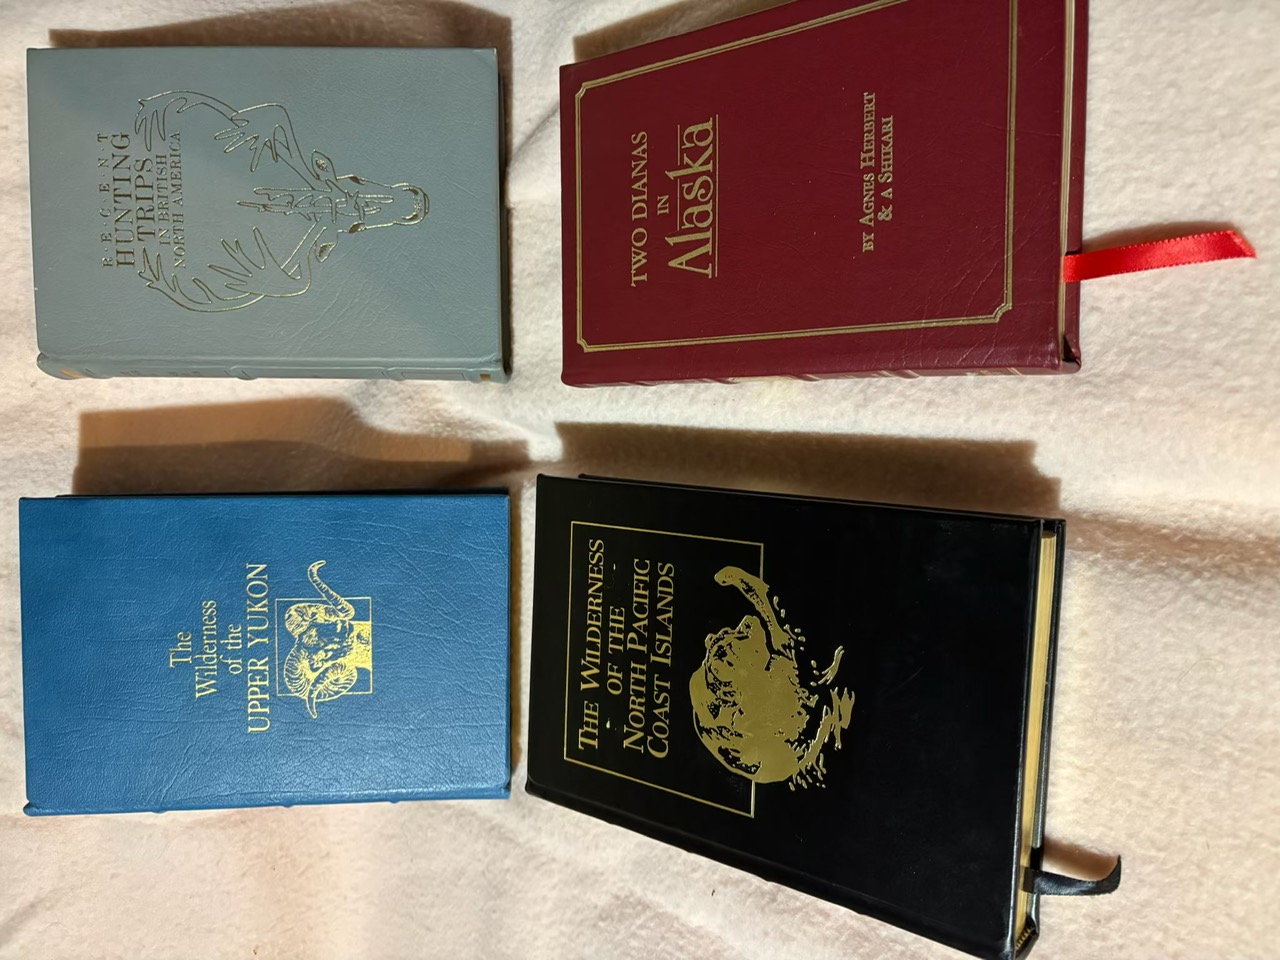 R·E·C·E·N·T
HUNTING
TRIPS
IN BRITISH
NORTH AMERICA
TWO DIANAS
IN
Alaska
BY AGNES HERBERT
& A SHIKARI
The
Wilderness
of the
UPPER YUKON
THE WILDERNESS
OF THE
NORTH PACIFIC
COAST ISLANDS